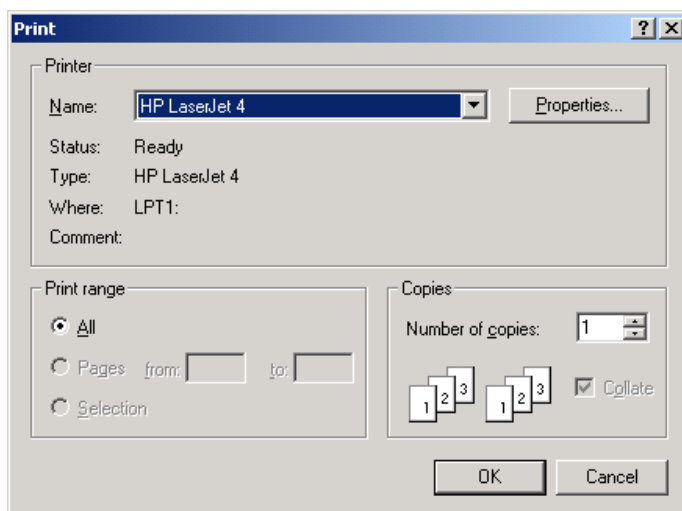 Print
Printer
Name: HP LaserJet 4 Properties...
Status: Ready
Type: HP LaserJet 4
Where: LPT1:
Comment:
Print range
All
Pages from: to:
Selection
Copies
Number of copies: 1
1 2 3 1 2 3 Collate
OK Cancel